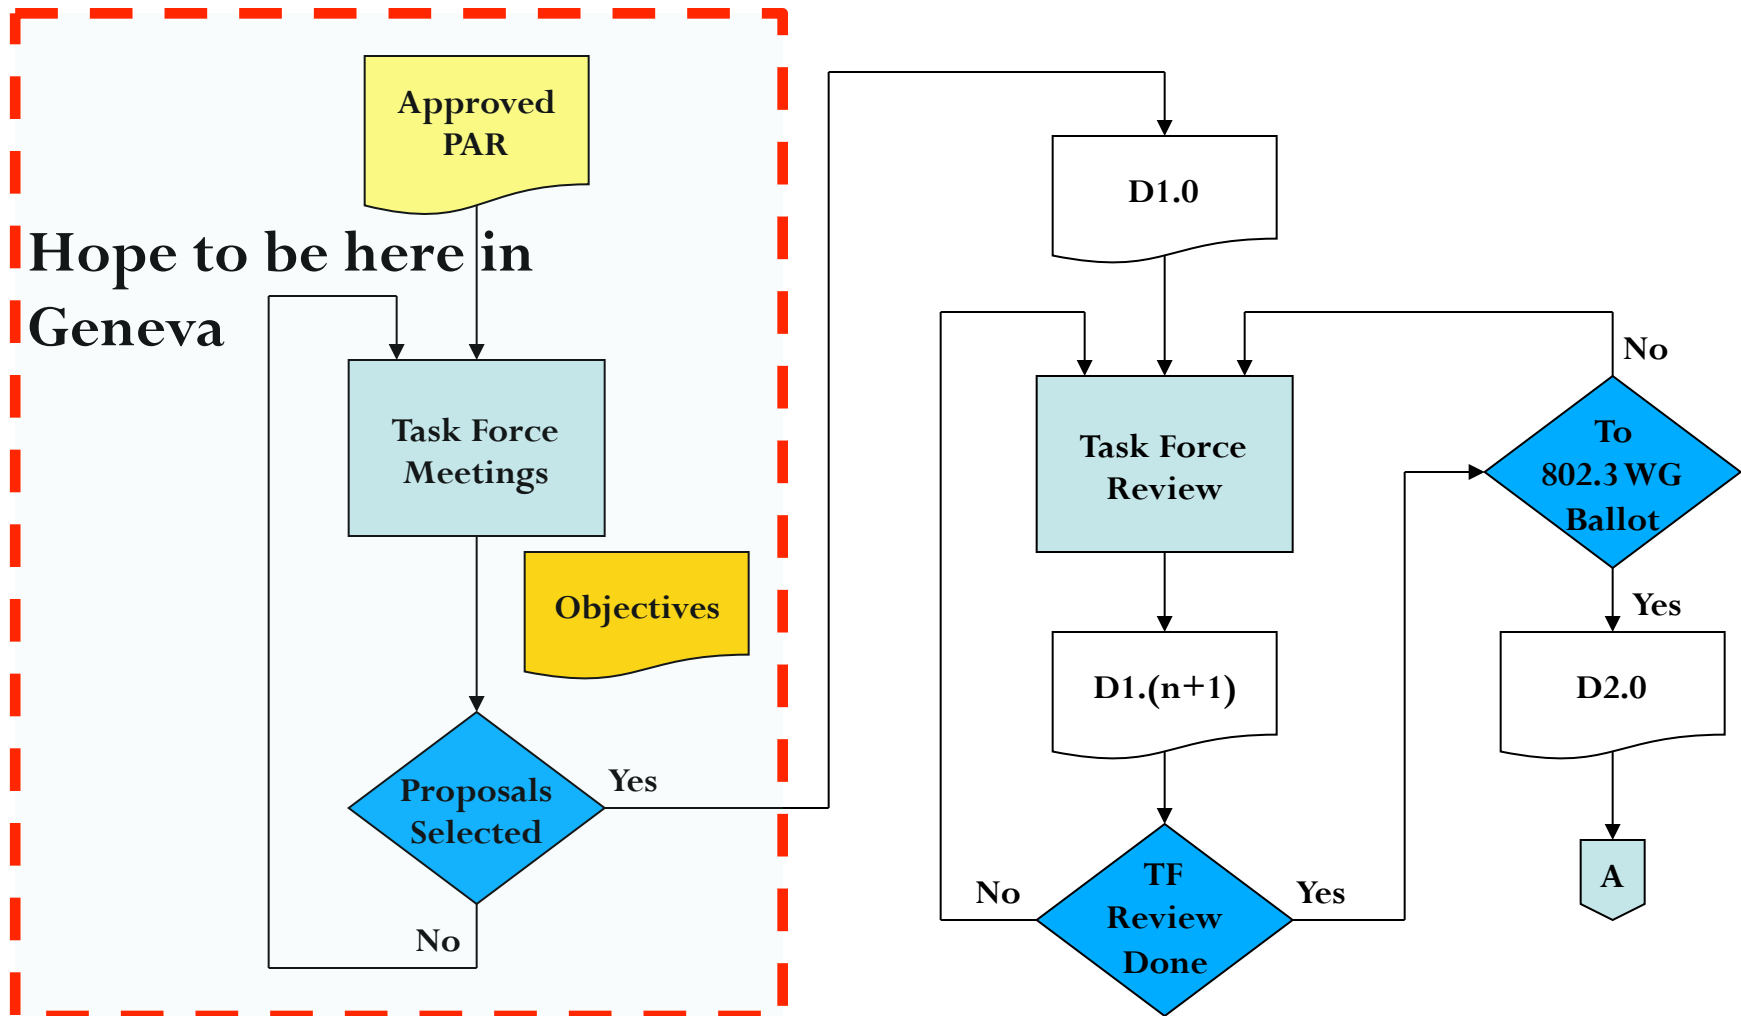 Approved
PAR
Hope to be here in
Geneva
Task Force
Meetings
Objectives
Proposals
Selected
Yes
No
D1.0
Task Force
Review
D1.(n+1)
TF
Review
Done
No
Yes
To
802.3 WG
Ballot
No
Yes
D2.0
A